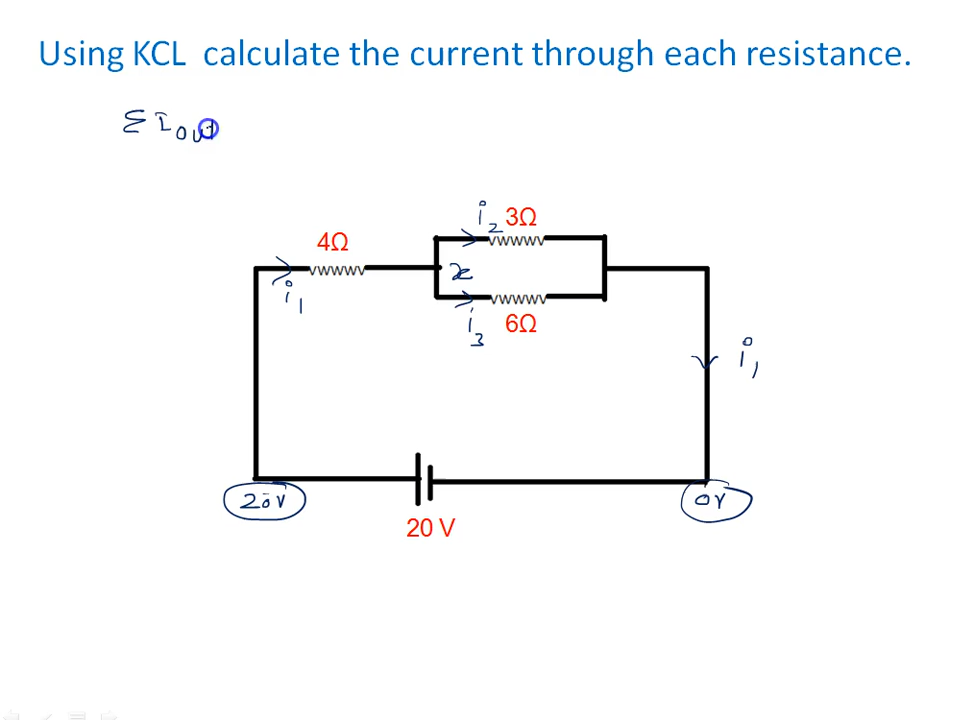 Using KCL calculate the current through each resistance.
Σ I out
i2 3Ω
4Ω
x
i1
i3 6Ω
i1
20V
0V
20 V